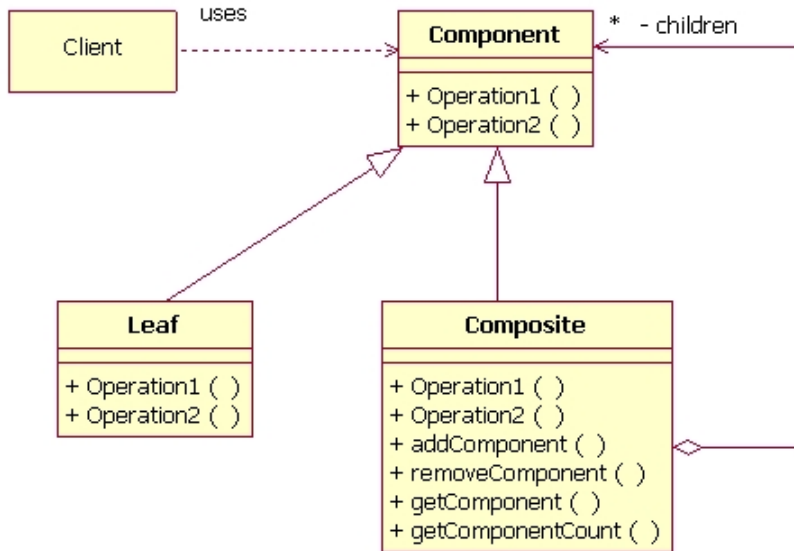 uses
Client
Component
* - children
+ Operation1 ( )
+ Operation2 ( )
Leaf
+ Operation1 ( )
+ Operation2 ( )
Composite
+ Operation1 ( )
+ Operation2 ( )
+ addComponent ( )
+ removeComponent ( )
+ getComponent ( )
+ getComponentCount ( )